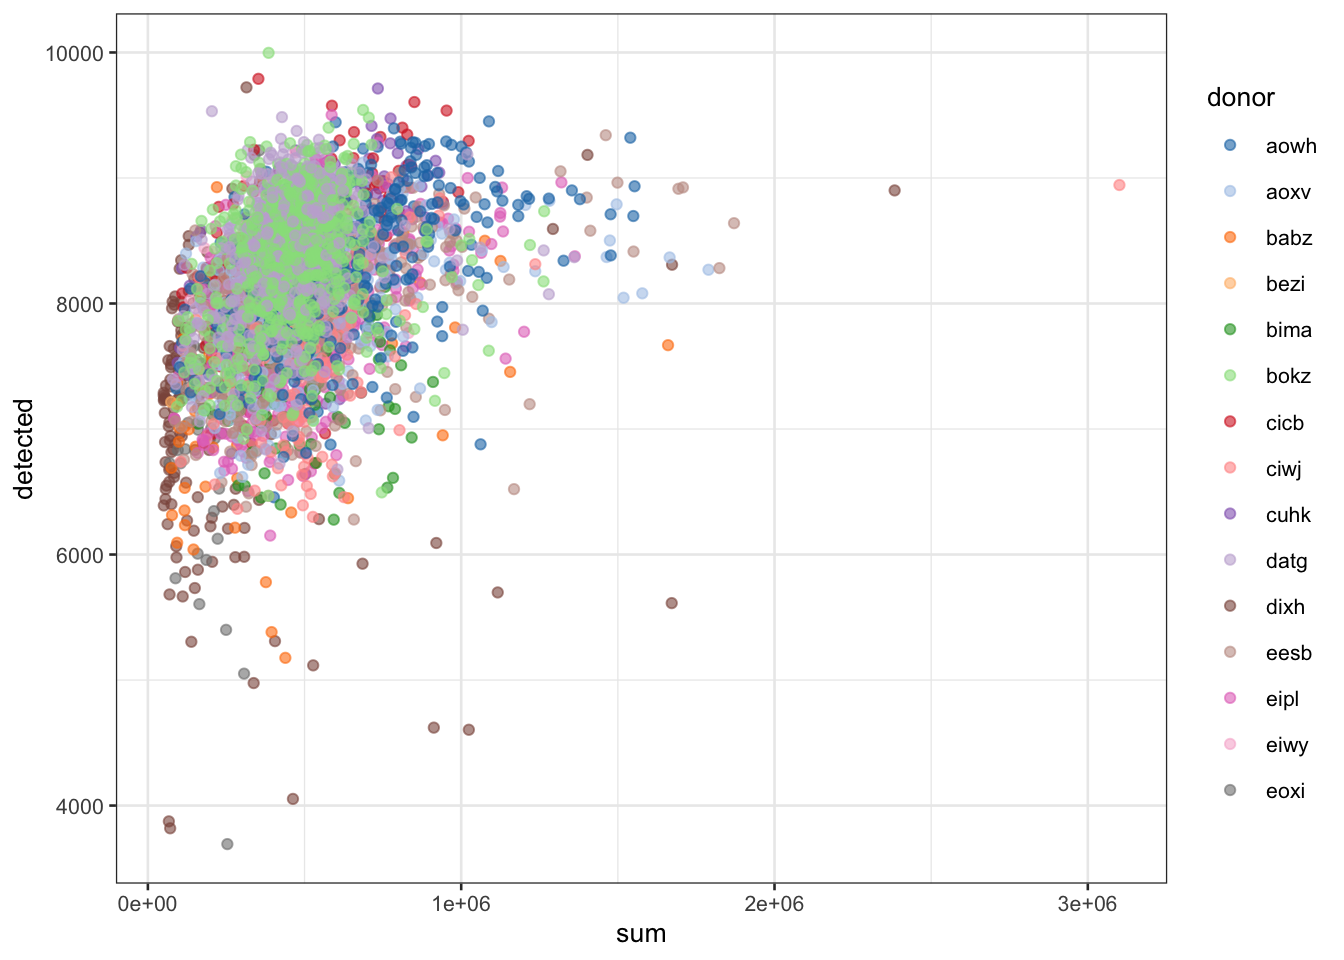 10000
8000
6000
4000
detected
0e+00
1e+06
2e+06
3e+06
sum
donor
aowh
aoxv
babz
bezi
bima
bokz
cicb
ciwj
cuhk
datg
dixh
eesb
eipl
eiwy
eoxi